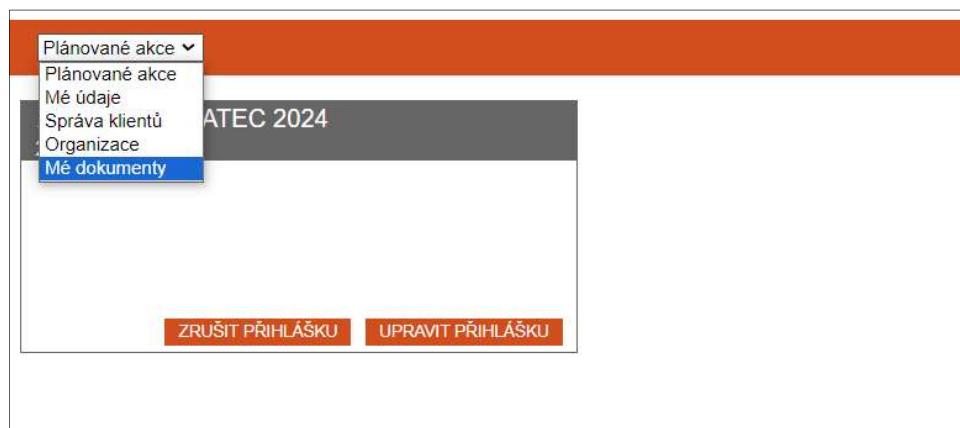 Plánované akce
Plánované akce
Mé údaje
Správa klientů
Organizace
Mé dokumenty
ATEC 2024
ZRUŠIT PŘIHLÁŠKU
UPRAVIT PŘIHLÁŠKU